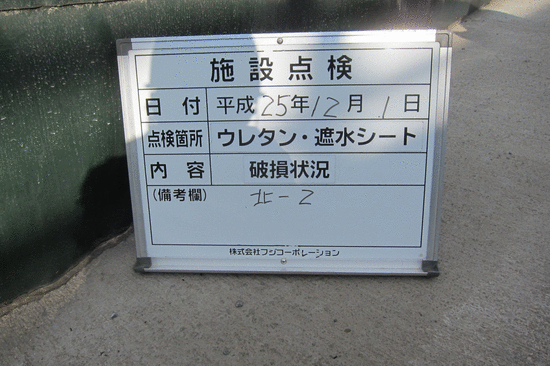 施設点検
日付 平成25年12月1日
点検箇所 ウレタン・遮水シート
内容 破損状況
(備考欄) 北-2
株式会社フジコーポレーション